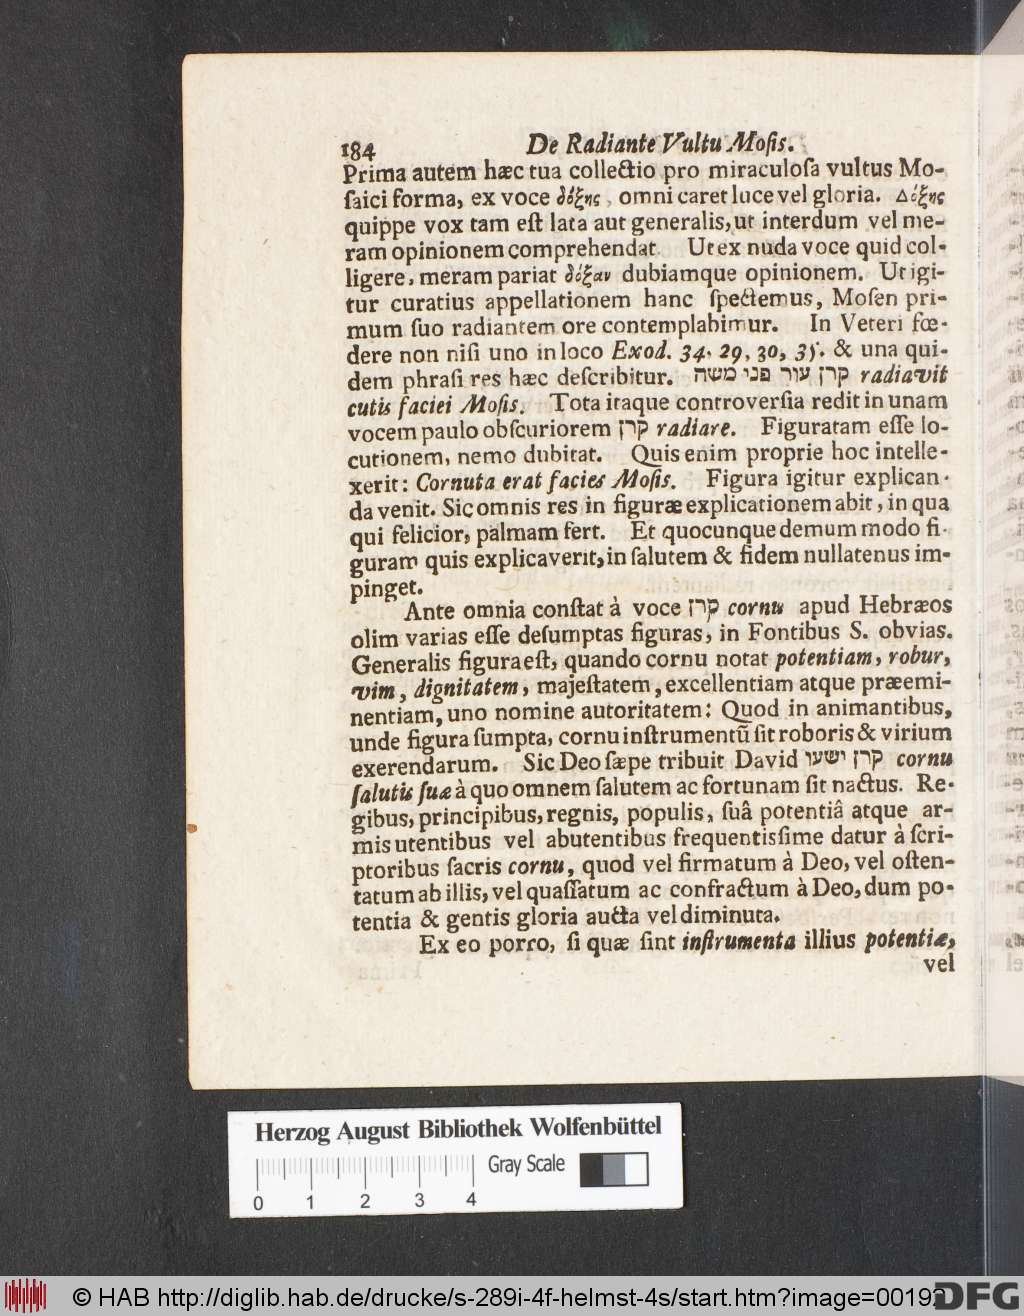 184 De Radiante Vultu Moſis.
Prima autem hæc tua collectio pro miraculoſa vultus Mo-
ſaici forma, ex voce δόξης, omni caret luce vel gloria. Δόξης
quippe vox tam eſt lata aut generalis, ut interdum vel me-
ram opinionem comprehendat. Ut ex nuda voce quid col-
ligere, meram pariat δόξαν dubiamque opinionem. Ut igi-
tur curatius appellationem hanc ſpectemus, Moſen pri-
mum ſuo radiantem ore contemplabimur. In Veteri fœ-
dere non niſi uno in loco Exod. 34. 29, 30, 35. & una qui-
dem phraſi res hæc deſcribitur. קרן עור פני משה radiavit
cutis faciei Moſis. Tota itaque controverſia redit in unam
vocem paulo obſcuriorem קרן radiare. Figuratam eſſe lo-
cutionem, nemo dubitat. Quis enim proprie hoc intelle-
xerit: Cornuta erat facies Moſis. Figura igitur explican-
da venit. Sic omnis res in figuræ explicationem abit, in qua
qui felicior, palmam fert. Et quocunque demum modo fi-
guram quis explicaverit, in ſalutem & fidem nullatenus im-
pinget.
Ante omnia conſtat à voce קרן cornu apud Hebræos
olim varias eſſe deſumptas figuras, in Fontibus S. obvias.
Generalis figura eſt, quando cornu notat potentiam, robur,
vim, dignitatem, majeſtatem, excellentiam atque præemi-
nentiam, uno nomine autoritatem: Quod in animantibus,
unde figura ſumpta, cornu inſtrumentũ ſit roboris & virium
exerendarum. Sic Deo ſæpe tribuit David קרן ישעי cornu
ſalutis ſuæ à quo omnem ſalutem ac fortunam ſit nactus. Re-
gibus, principibus, regnis, populis, ſuâ potentiâ atque ar-
mis utentibus vel abutentibus frequentisſime datur à ſcri-
ptoribus ſacris cornu, quod vel firmatum à Deo, vel oſten-
tatum ab illis, vel quaſſatum ac confractum à Deo, dum po-
tentia & gentis gloria aucta vel diminuta.
Ex eo porro, ſi quæ ſint inſtrumenta illius potentiæ,
vel
Herzog August Bibliothek Wolfenbüttel
Gray Scale
0 1 2 3 4
© HAB http://diglib.hab.de/drucke/s-289i-4f-helmst-4s/start.htm?image=00192
DFG